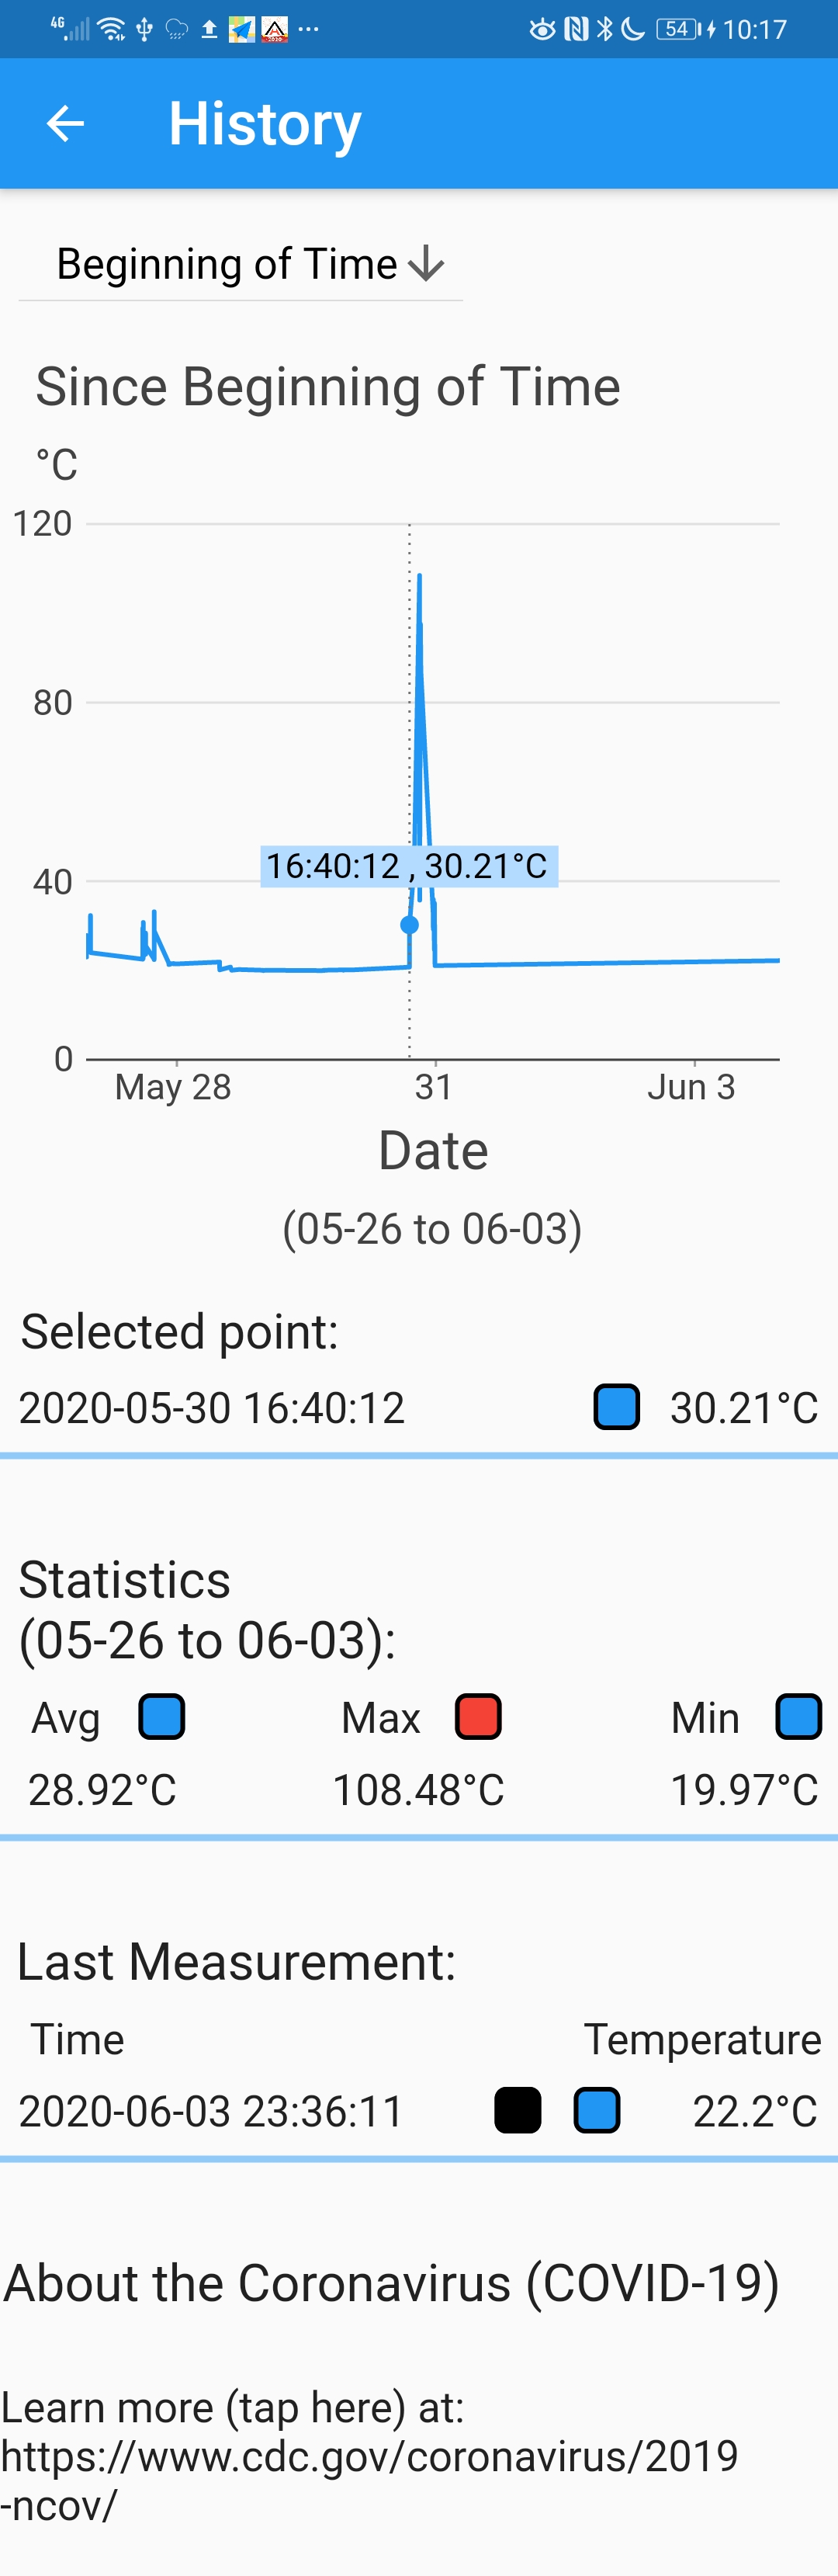 4G 54 10:17
History
Beginning of Time
Since Beginning of Time
°C
120
80
16:40:12 , 30.21°C
40
0
May 28 31 Jun 3
Date
(05-26 to 06-03)
Selected point:
2020-05-30 16:40:12 30.21°C
Statistics
(05-26 to 06-03):
Avg Max Min
28.92°C 108.48°C 19.97°C
Last Measurement:
Time Temperature
2020-06-03 23:36:11 22.2°C
About the Coronavirus (COVID-19)
Learn more (tap here) at:
https://www.cdc.gov/coronavirus/2019
-ncov/